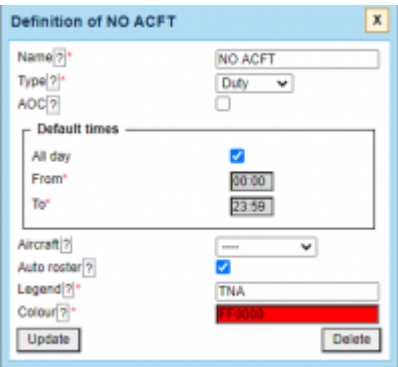 Definition of NO ACFT X
Name ?* NO ACFT
Type ?* Duty
AOC ?
Default times
All day
From* 00:00
To* 23:59
Aircraft ? ----
Auto roster ?
Legend ?* TNA
Colour ?* FF0000
Update Delete